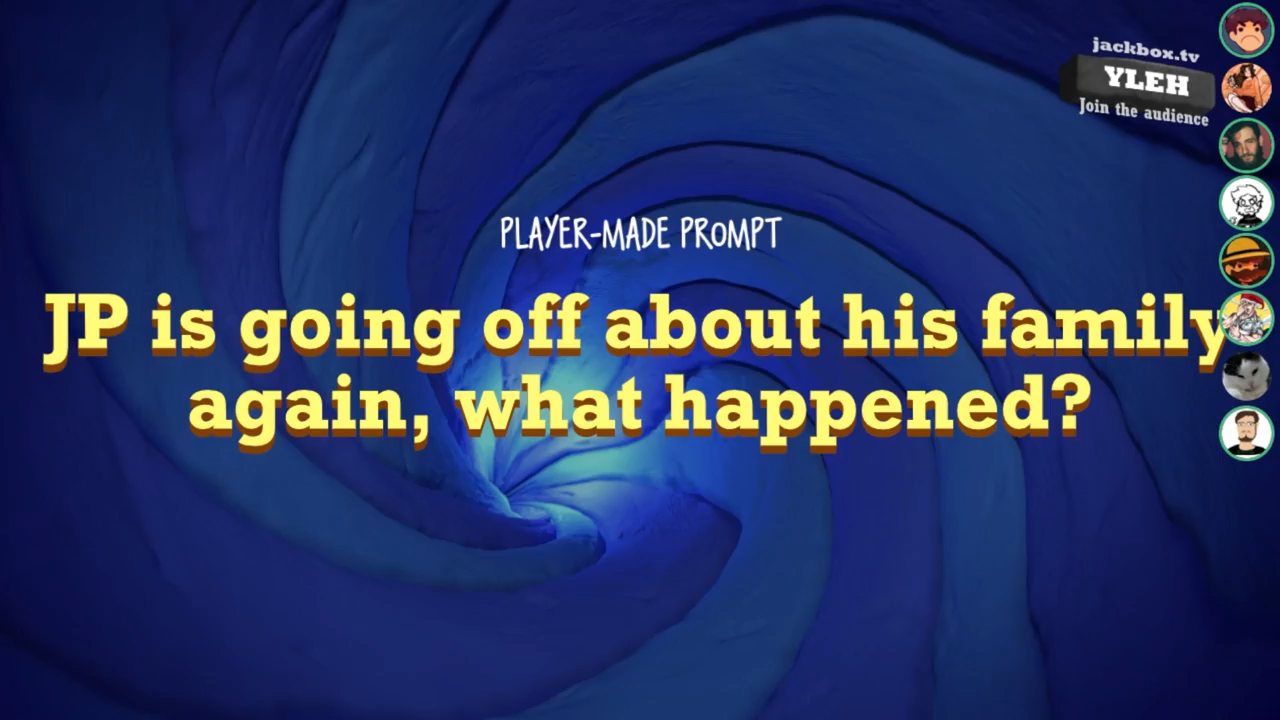 jackbox.tv
YLEH
Join the audience
PLAYER-MADE PROMPT
JP is going off about his family
again, what happened?